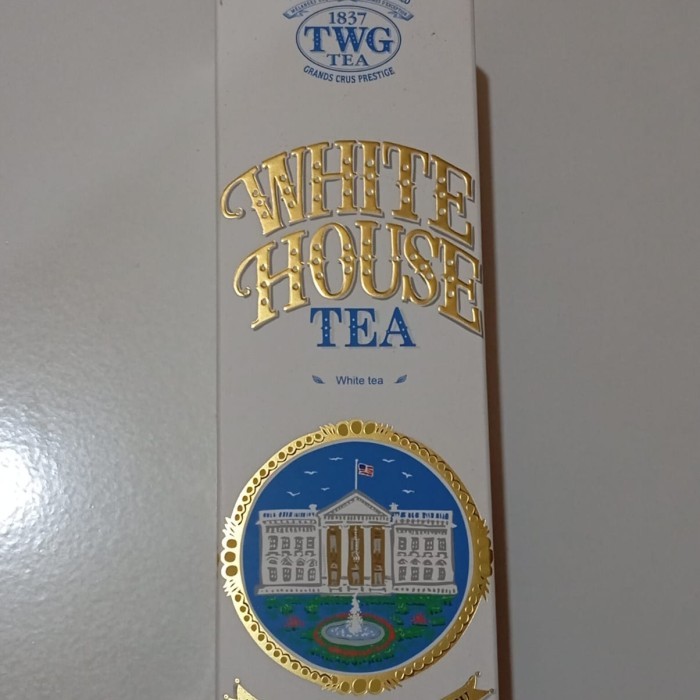 1837
TWG
TEA
GRANDS CRUS PRESTIGE
WHITE
HOUSE
TEA
White tea